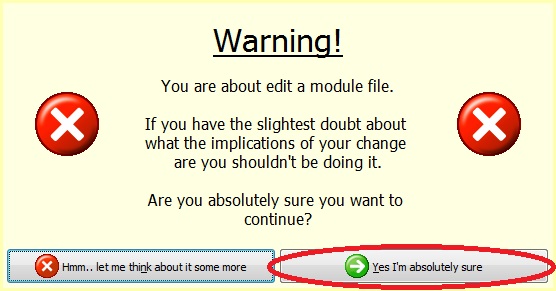 Warning!
You are about edit a module file.
If you have the slightest doubt about
what the implications of your change
are you shouldn't be doing it.
Are you absolutely sure you want to
continue?
Hmm.. let me think about it some more
Yes I'm absolutely sure